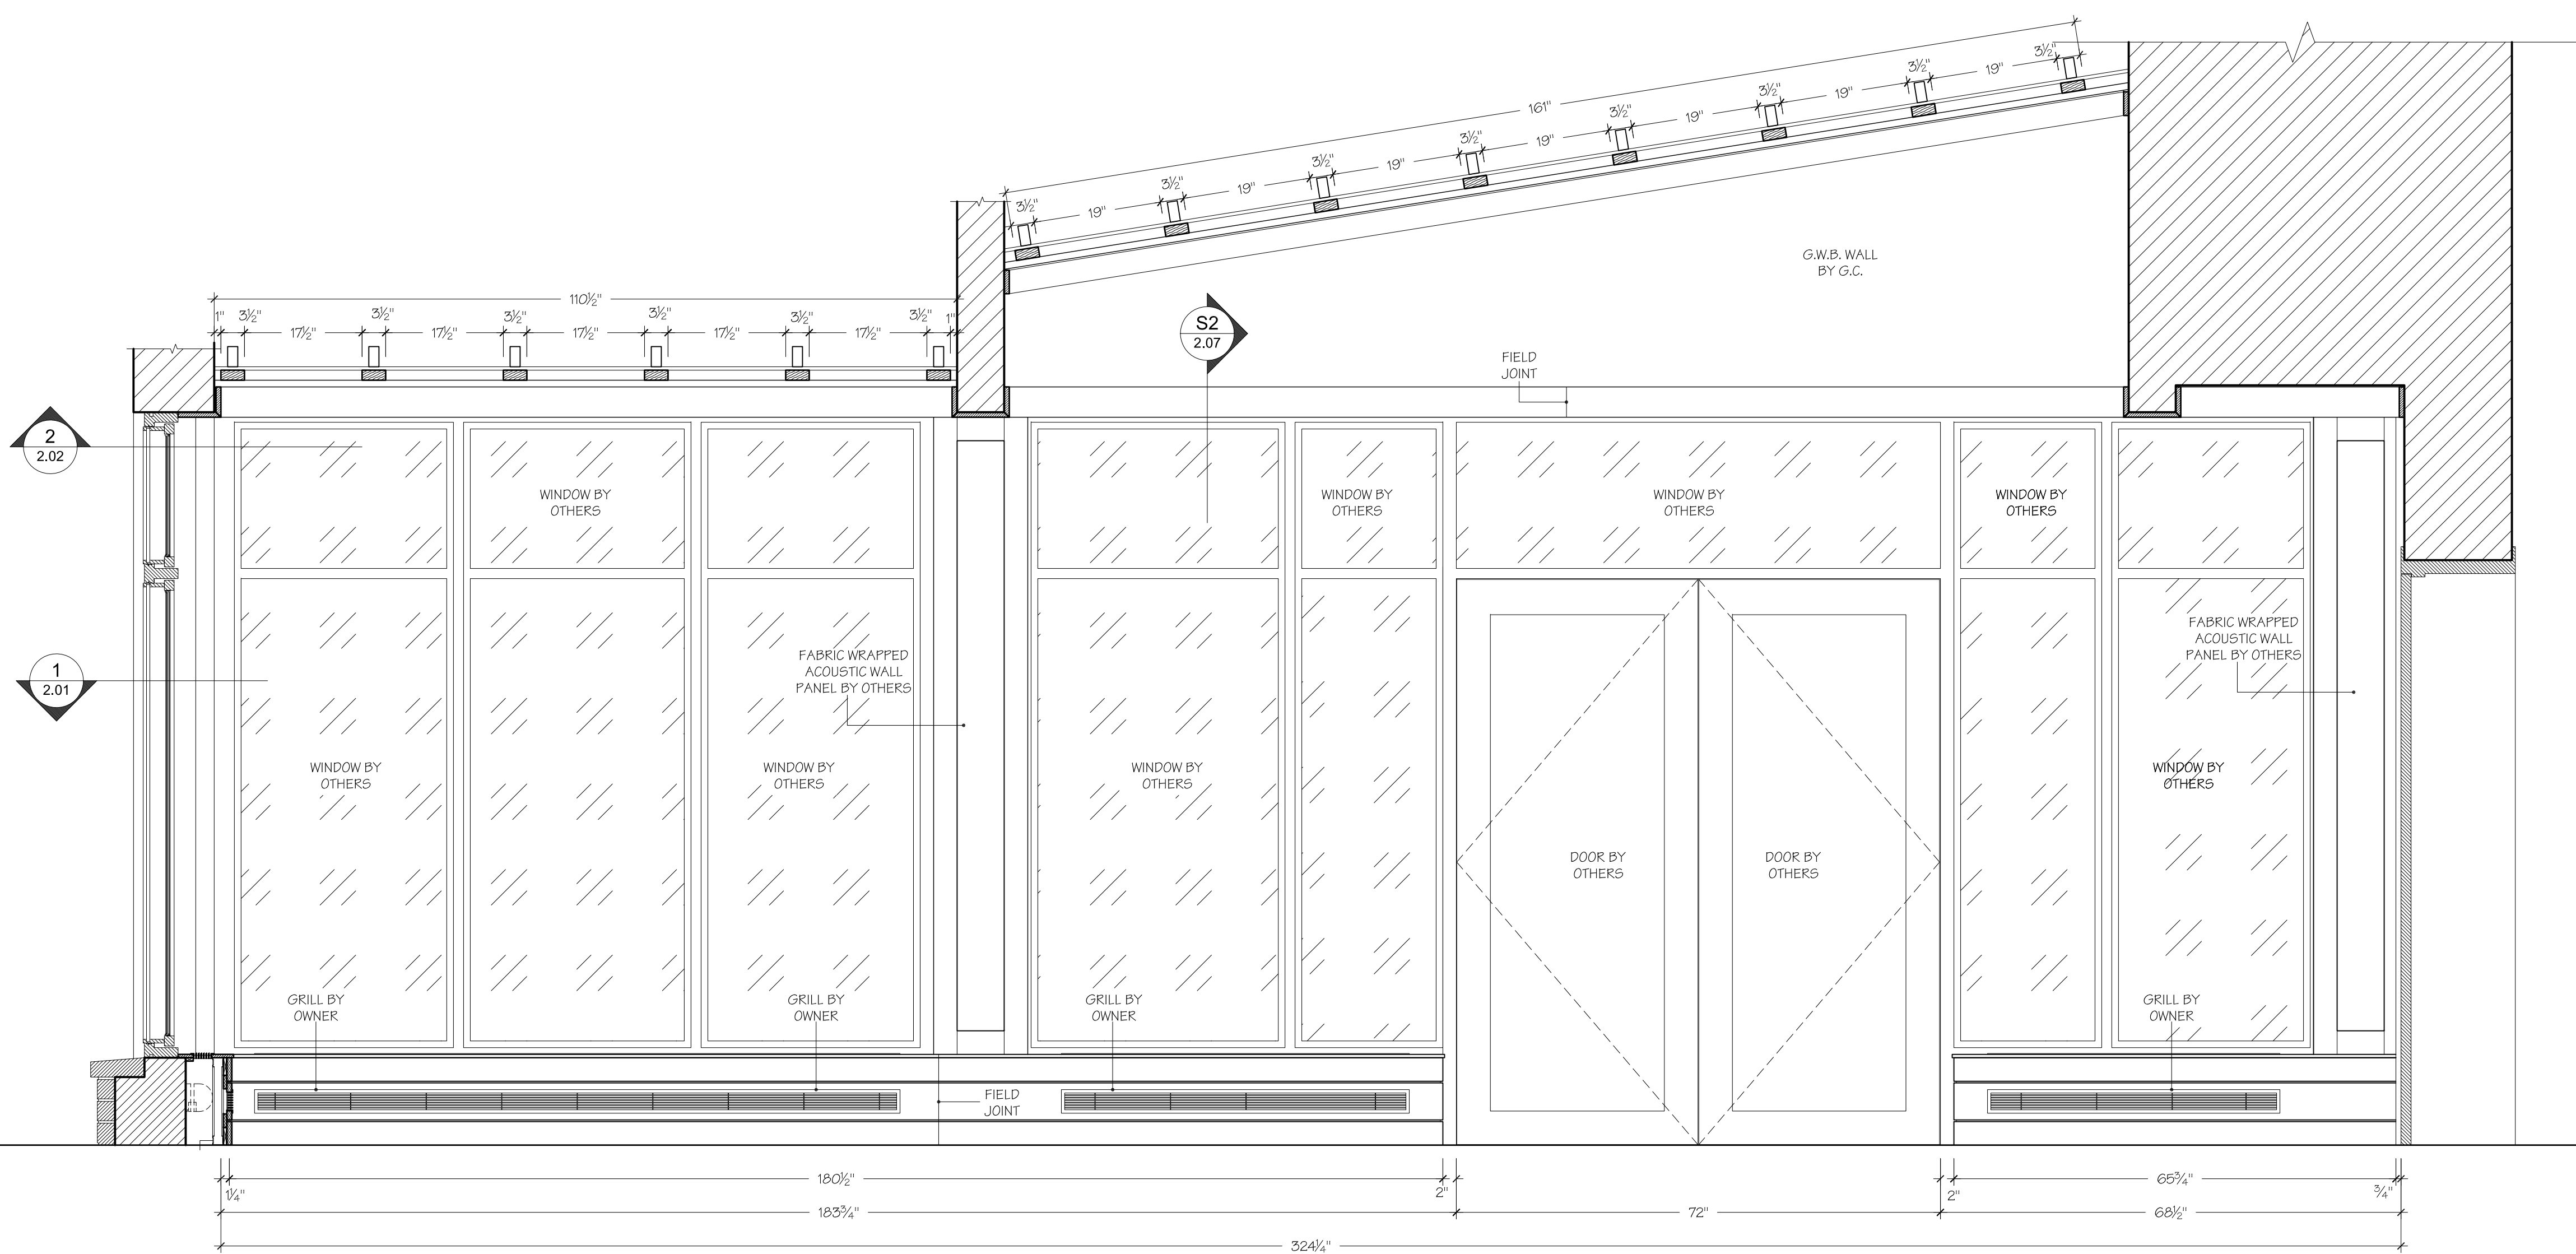 161"
3½"
19"
3½"
19"
3½"
19"
3½"
19"
3½"
19"
3½"
19"
3½"
19"
3½"
G.W.B. WALL
BY G.C.
110½"
1"
3½"
17½"
3½"
17½"
3½"
17½"
3½"
17½"
3½"
17½"
3½"
1"
S2
2.07
FIELD
JOINT
2
2.02
WINDOW BY
OTHERS
WINDOW BY
OTHERS
WINDOW BY
OTHERS
WINDOW BY
OTHERS
1
2.01
FABRIC WRAPPED
ACOUSTIC WALL
PANEL BY OTHERS
FABRIC WRAPPED
ACOUSTIC WALL
PANEL BY OTHERS
WINDOW BY
OTHERS
WINDOW BY
OTHERS
WINDOW BY
OTHERS
WINDOW BY
OTHERS
DOOR BY
OTHERS
DOOR BY
OTHERS
GRILL BY
OWNER
GRILL BY
OWNER
GRILL BY
OWNER
GRILL BY
OWNER
FIELD
JOINT
1¼"
180½"
2"
2"
65¾"
¾"
183¾"
72"
68½"
324¼"